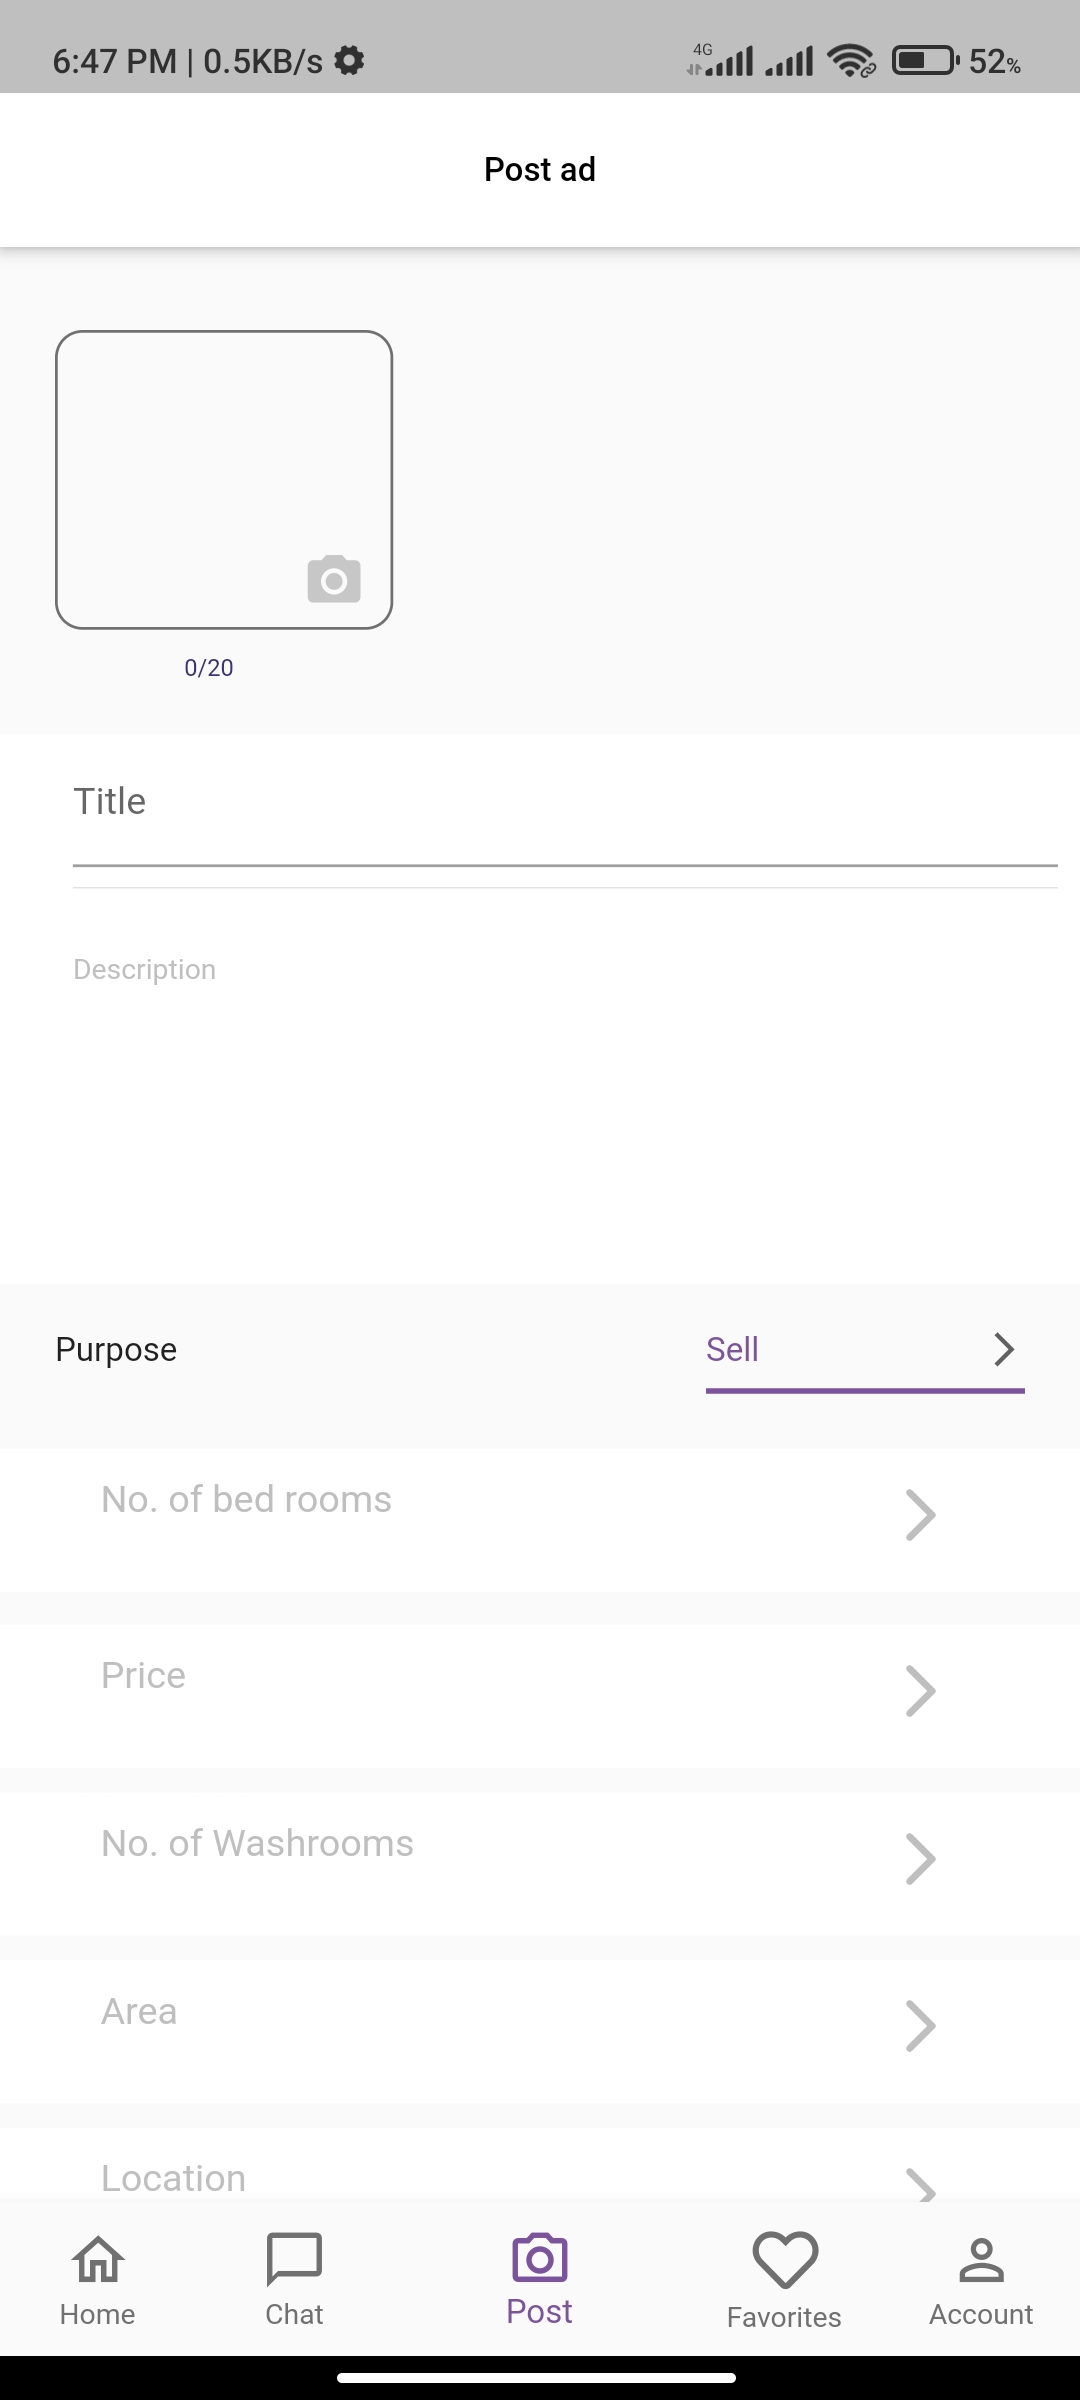 6:47 PM | 0.5KB/s
4G
52%
Post ad
0/20
Title
Description
Purpose
Sell
No. of bed rooms
Price
No. of Washrooms
Area
Location
Home
Chat
Post
Favorites
Account